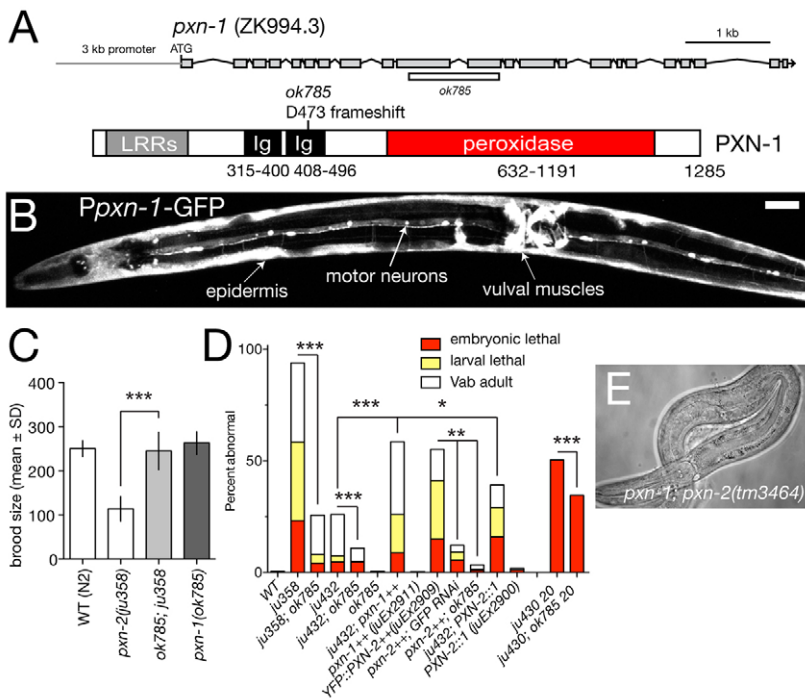 A
pxn-1 (ZK994.3)
3 kb promoter
ATG
1 kb
ok785
ok785
D473 frameshift
LRRs
Ig
Ig
peroxidase
PXN-1
315-400
408-496
632-1191
1285
B
Ppxn-1-GFP
epidermis
motor neurons
vulval muscles
C
brood size (mean ± SD)
400
300
200
100
0
***
WT (N2)
pxn-2(ju358)
ok785; ju358
pxn-1(ok785)
D
Percent abnormal
100
50
0
embryonic lethal
larval lethal
Vab adult
***
***
***
*
**
***
WT
ju358
ju358; ok785
ju432
ju432; ok785
ok785
ju432; pxn-1++
pxn-1++ (juEx2911)
YFP::PXN-2++(juEx2909)
pxn-2++; GFP RNAi
pxn-2++; ok785
ju432; PXN-2::1
PXN-2::1 (juEx2900)
ju430 20
ju430; ok785 20
E
pxn-1; pxn-2(tm3464)